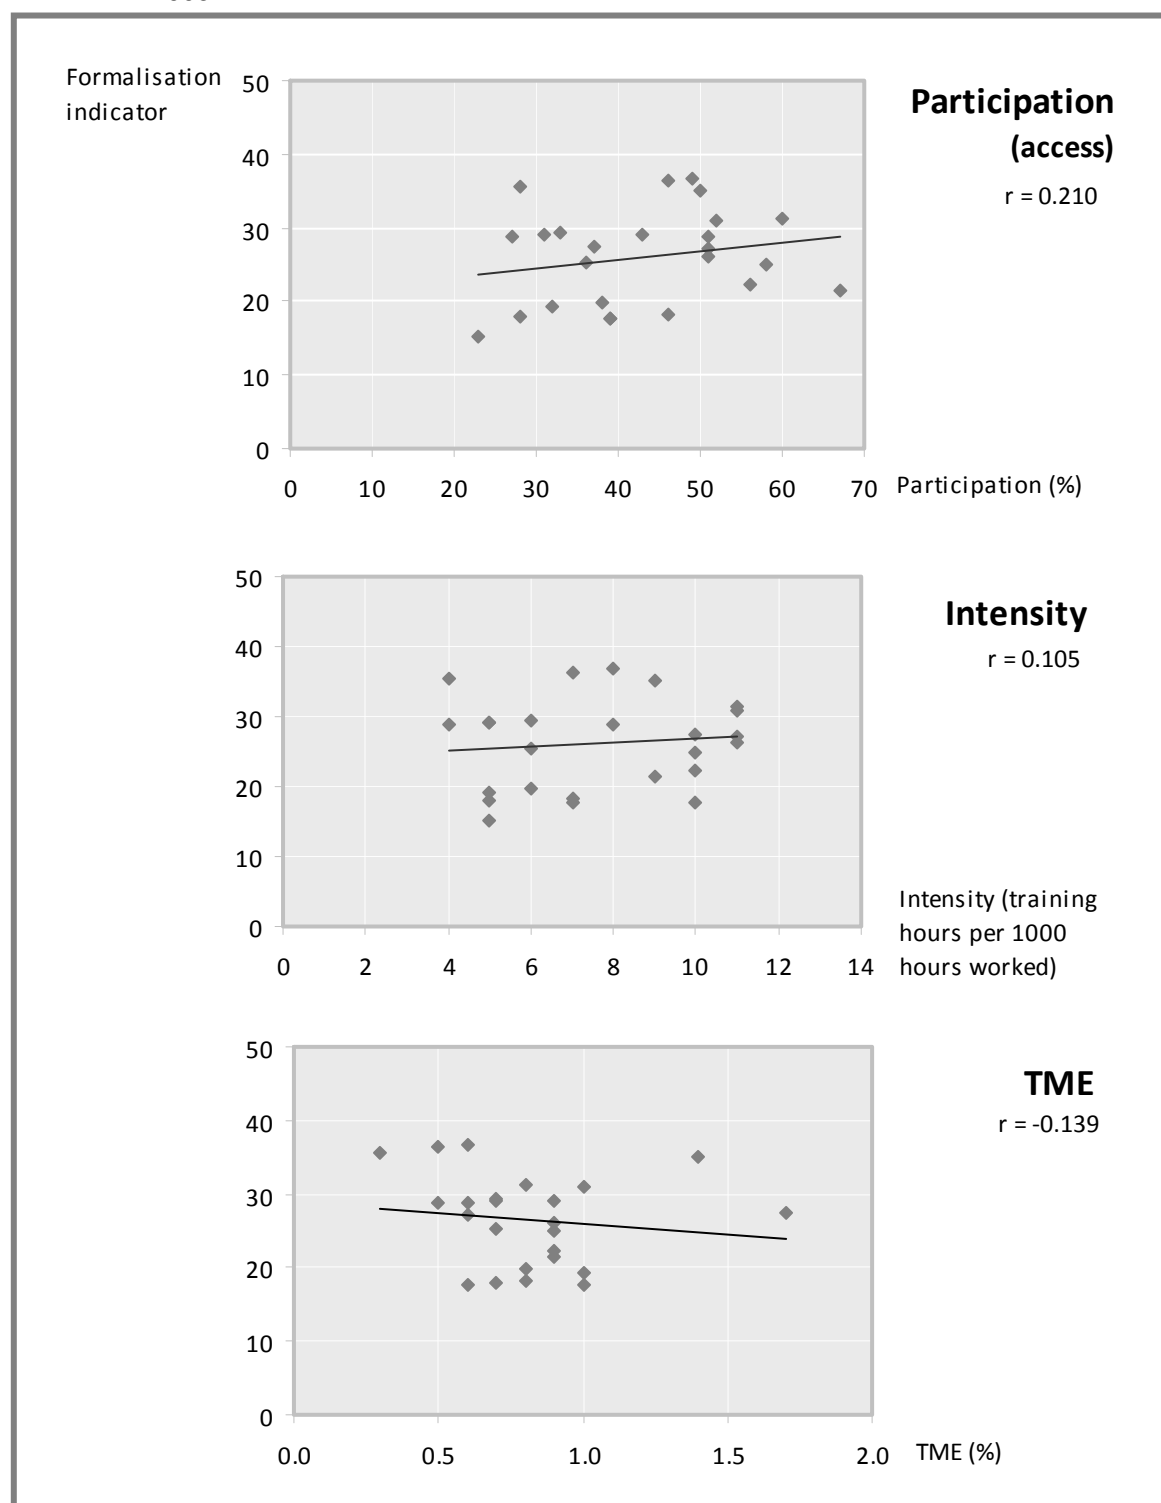 Formalisation
indicator
50
40
30
20
10
0
0 10 20 30 40 50 60 70
Participation (%)
Participation
(access)
r = 0.210
50
40
30
20
10
0
0 2 4 6 8 10 12 14
Intensity
r = 0.105
Intensity (training
hours per 1000
hours worked)
50
40
30
20
10
0
0.0 0.5 1.0 1.5 2.0
TME (%)
TME
r = -0.139